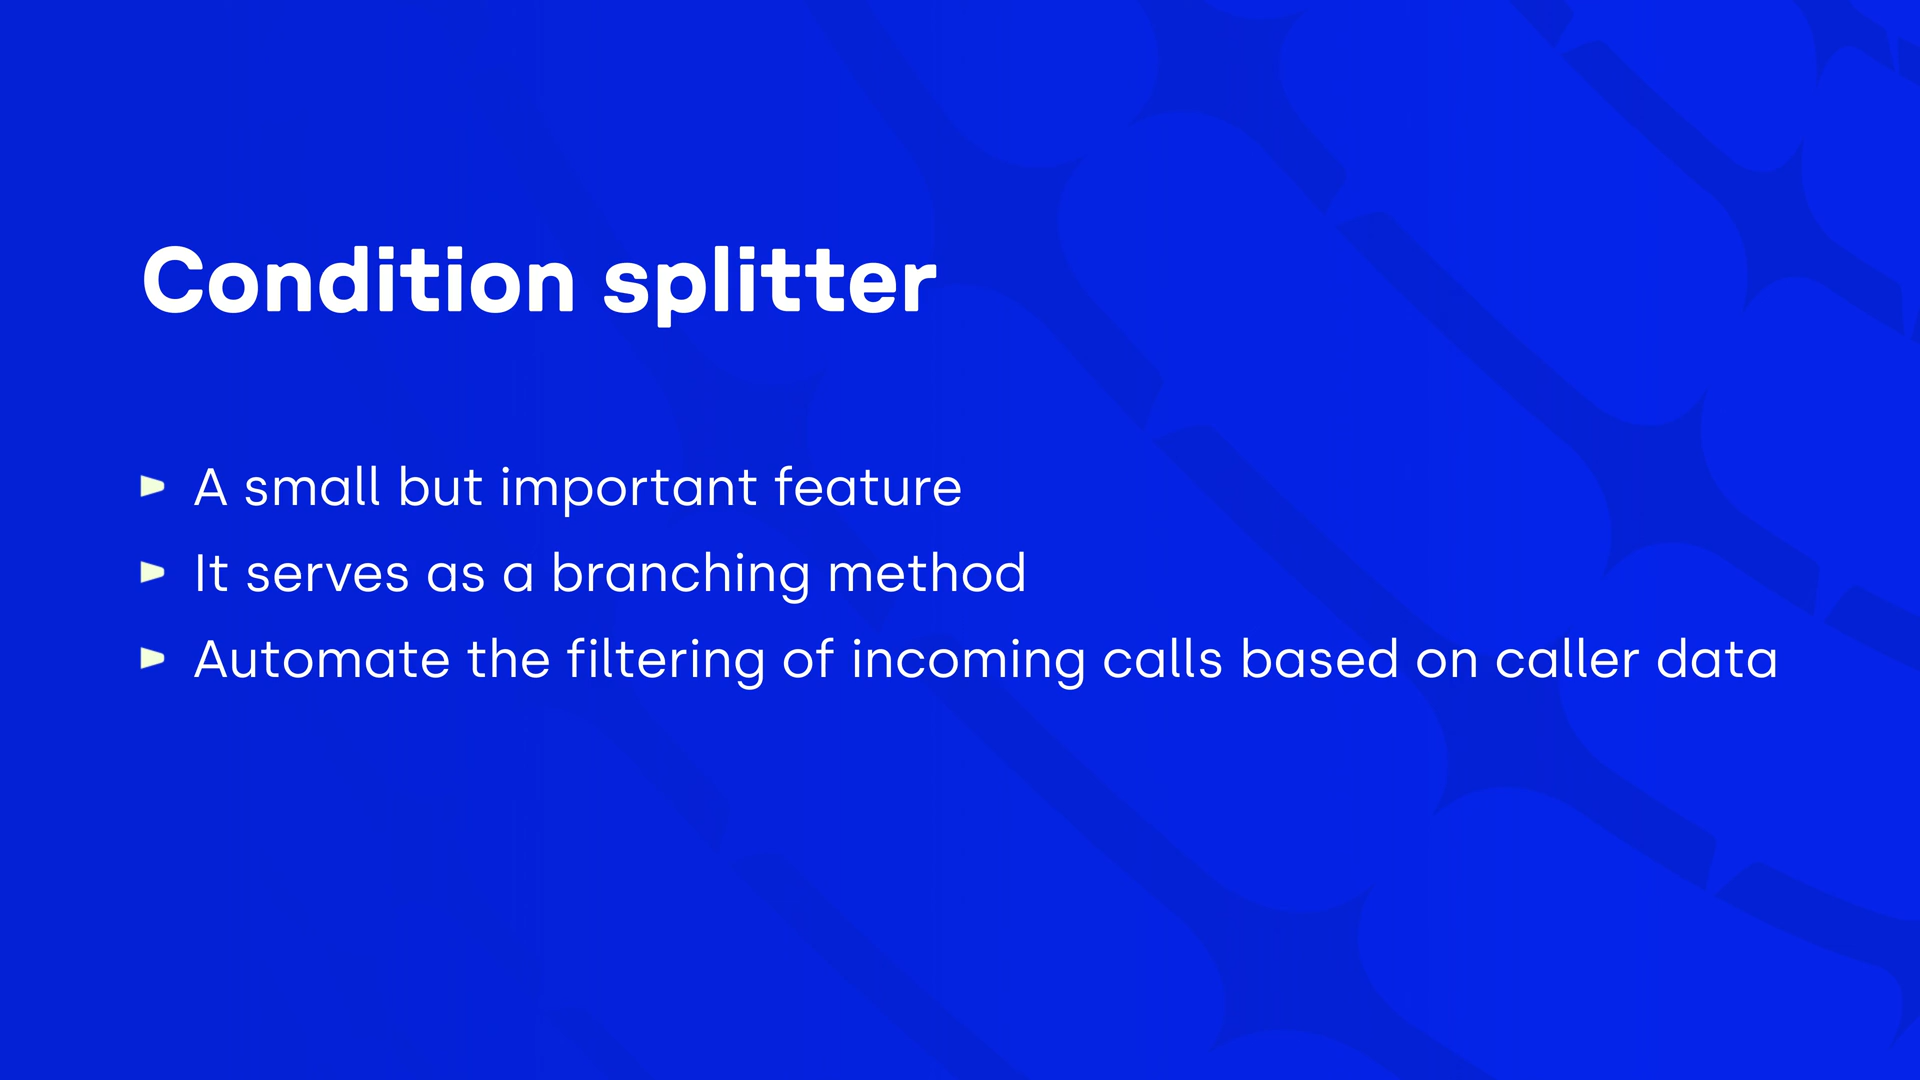 Condition splitter
A small but important feature
It serves as a branching method
Automate the filtering of incoming calls based on caller data